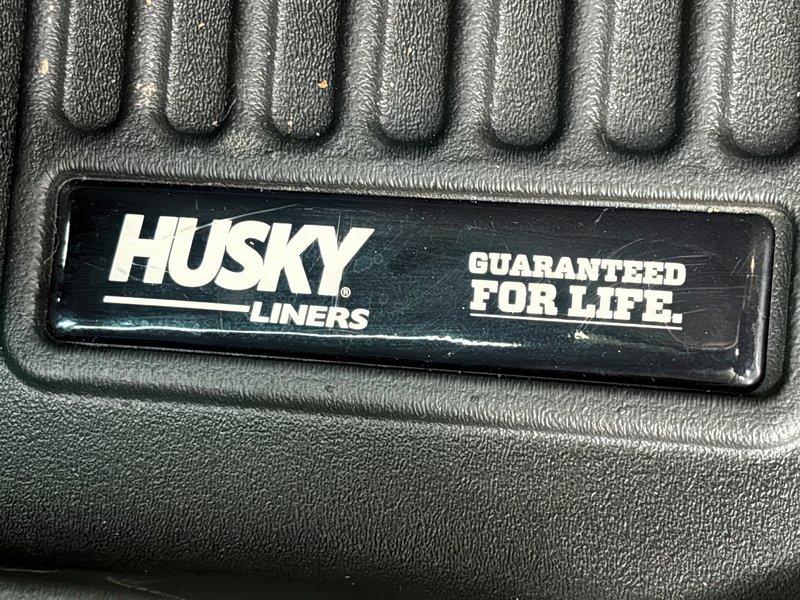 HUSKY®
LINERS
GUARANTEED
FOR LIFE.